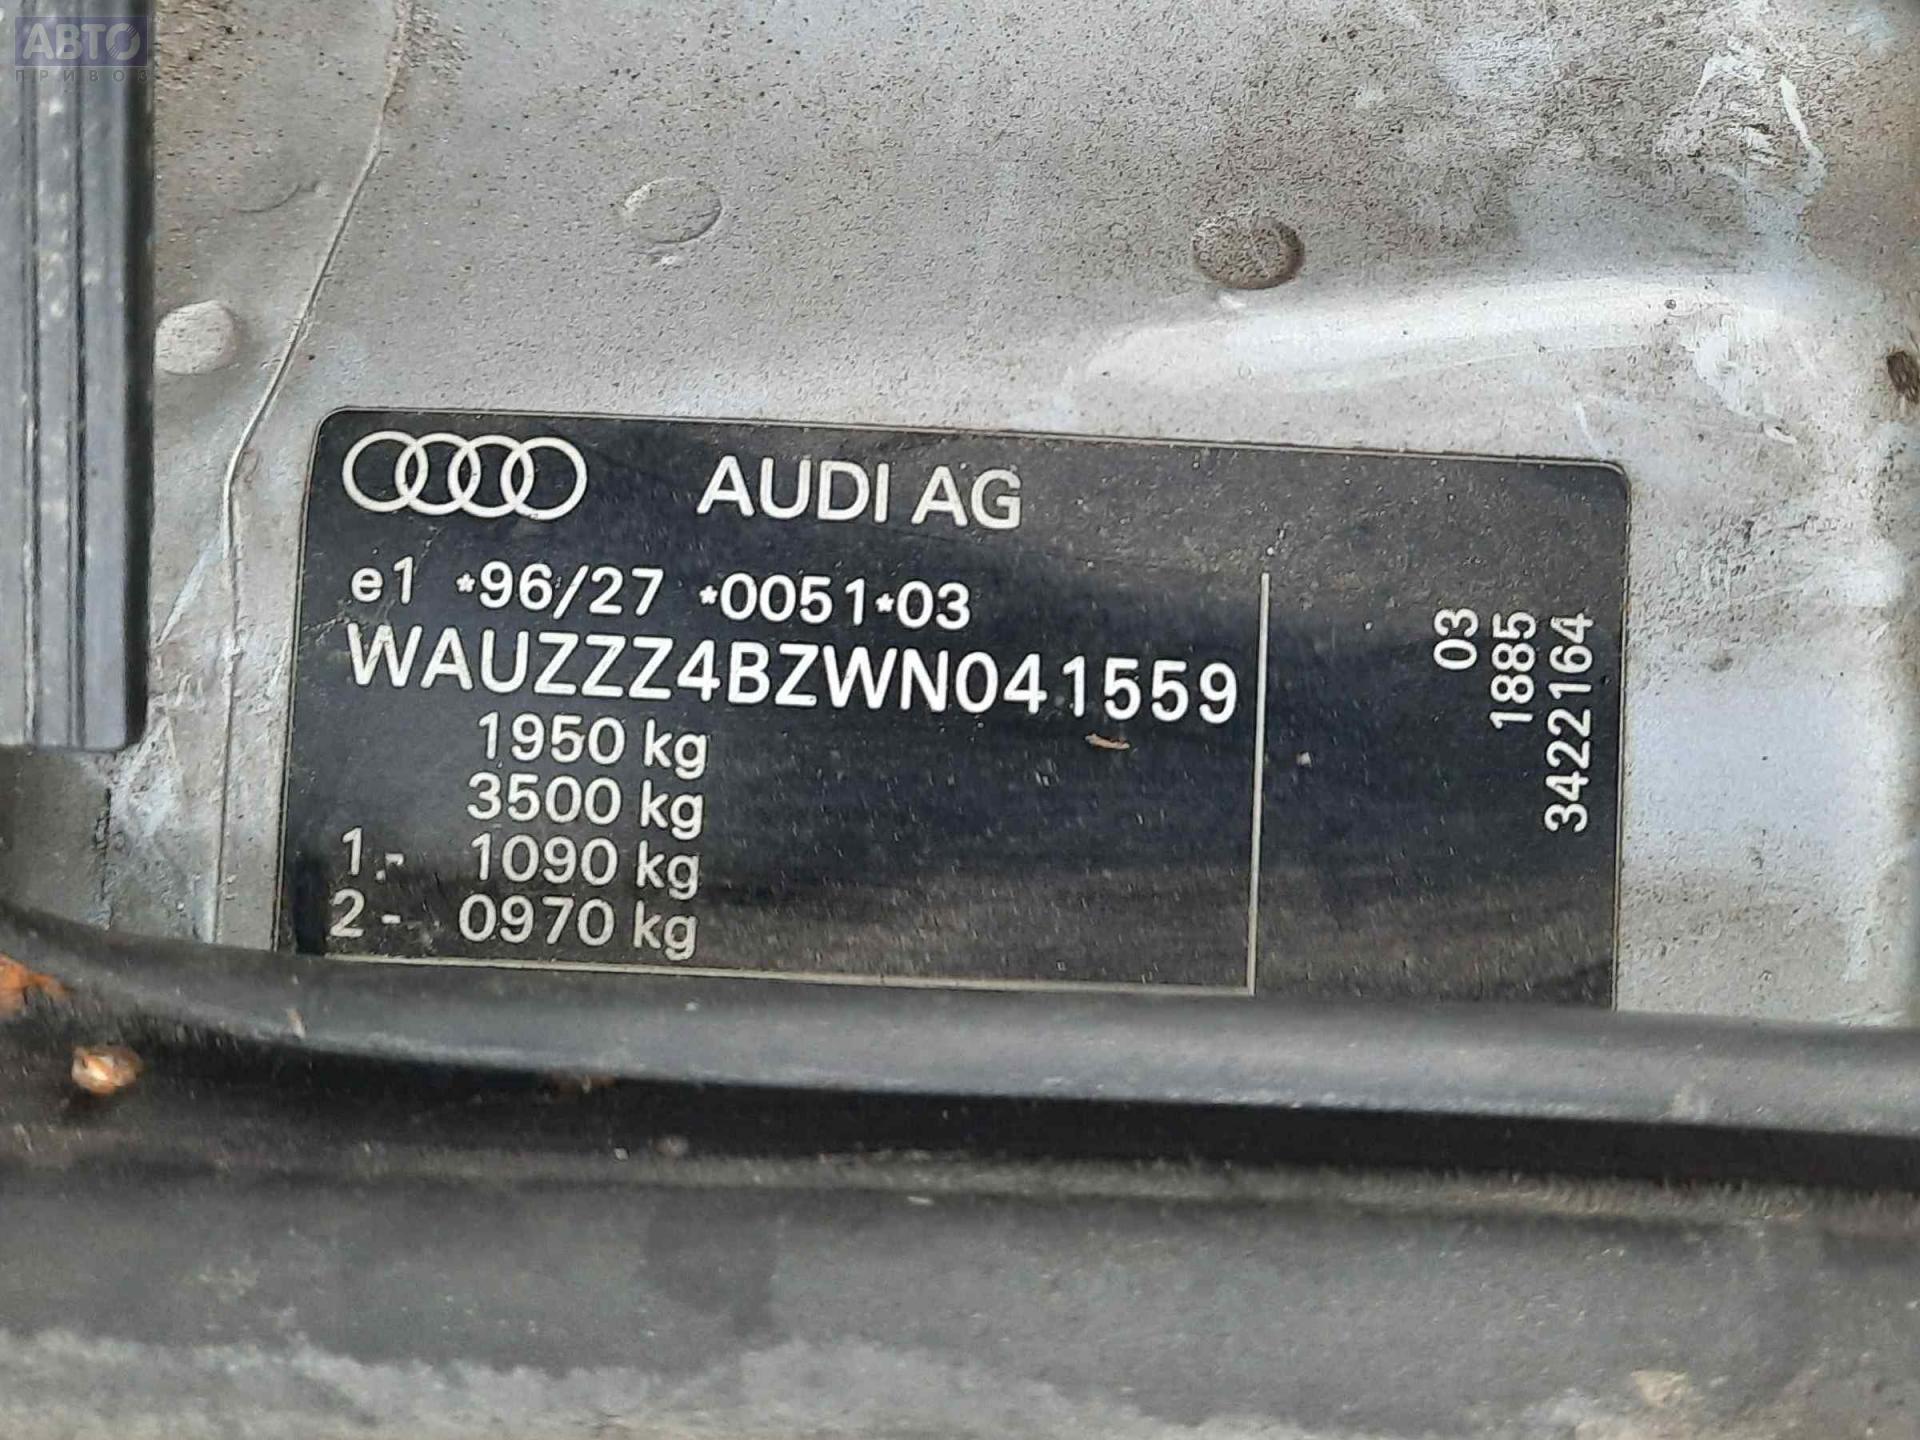 АВТО
ПРИВОЗ
AUDI AG
e1 *96/27 *0051*03
WAUZZZ4BZWN041559
1950 kg
3500 kg
1.- 1090 kg
2- 0970 kg
03
1885
3422164